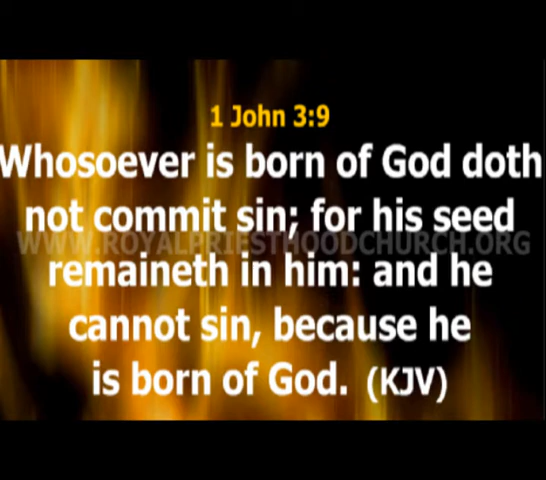 1 John 3:9
Whosoever is born of God doth
not commit sin; for his seed
WWW.ROYALPRIESTHOODCHURCH.ORG
remaineth in him: and he
cannot sin, because he
is born of God. (KJV)